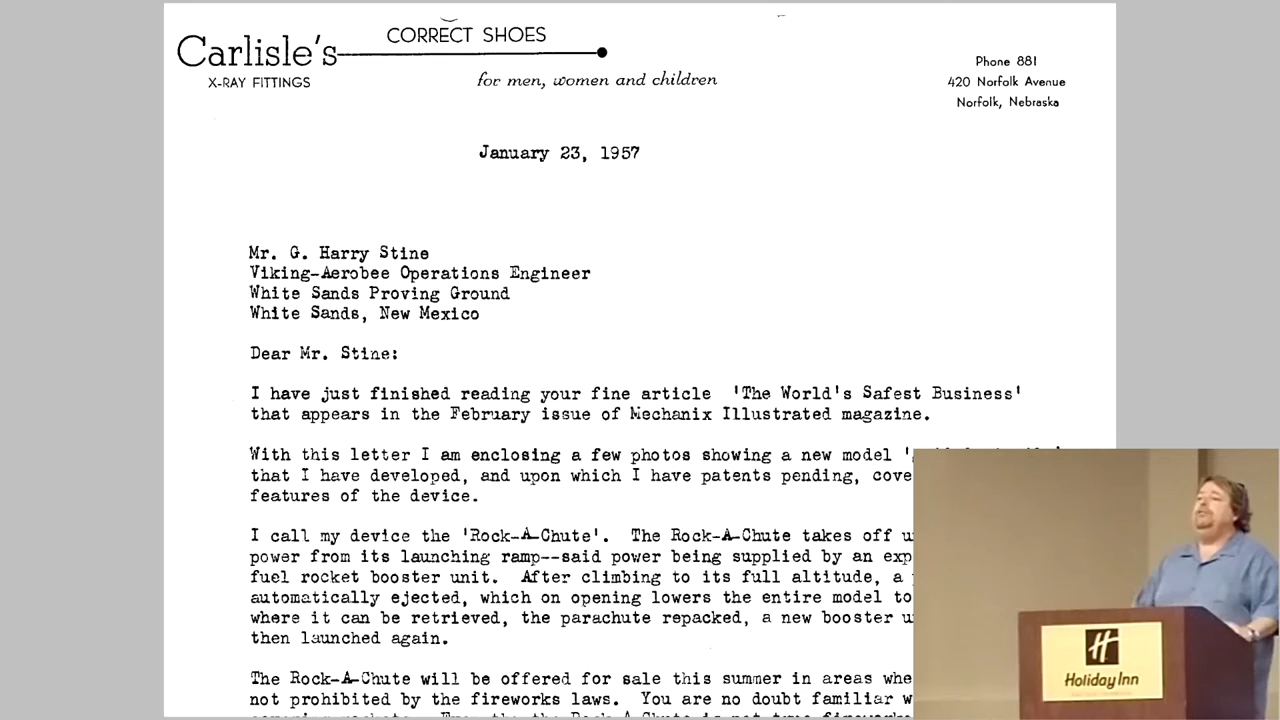 Carlisle's
CORRECT SHOES
X-RAY FITTINGS
for men, women and children
Phone 881
420 Norfolk Avenue
Norfolk, Nebraska
January 23, 1957
Mr. G. Harry Stine
Viking-Aerobee Operations Engineer
White Sands Proving Ground
White Sands, New Mexico
Dear Mr. Stine:
I have just finished reading your fine article 'The World's Safest Business'
that appears in the February issue of Mechanix Illustrated magazine.
With this letter I am enclosing a few photos showing a new model
that I have developed, and upon which I have patents pending, cove
features of the device.
I call my device the 'Rock-A-Chute'. The Rock-A-Chute takes off u
power from its launching ramp--said power being supplied by an exp
fuel rocket booster unit. After climbing to its full altitude, a
automatically ejected, which on opening lowers the entire model to
where it can be retrieved, the parachute repacked, a new booster u
then launched again.
The Rock-A-Chute will be offered for sale this summer in areas whe
not prohibited by the fireworks laws. You are no doubt familiar w
H
Holiday Inn